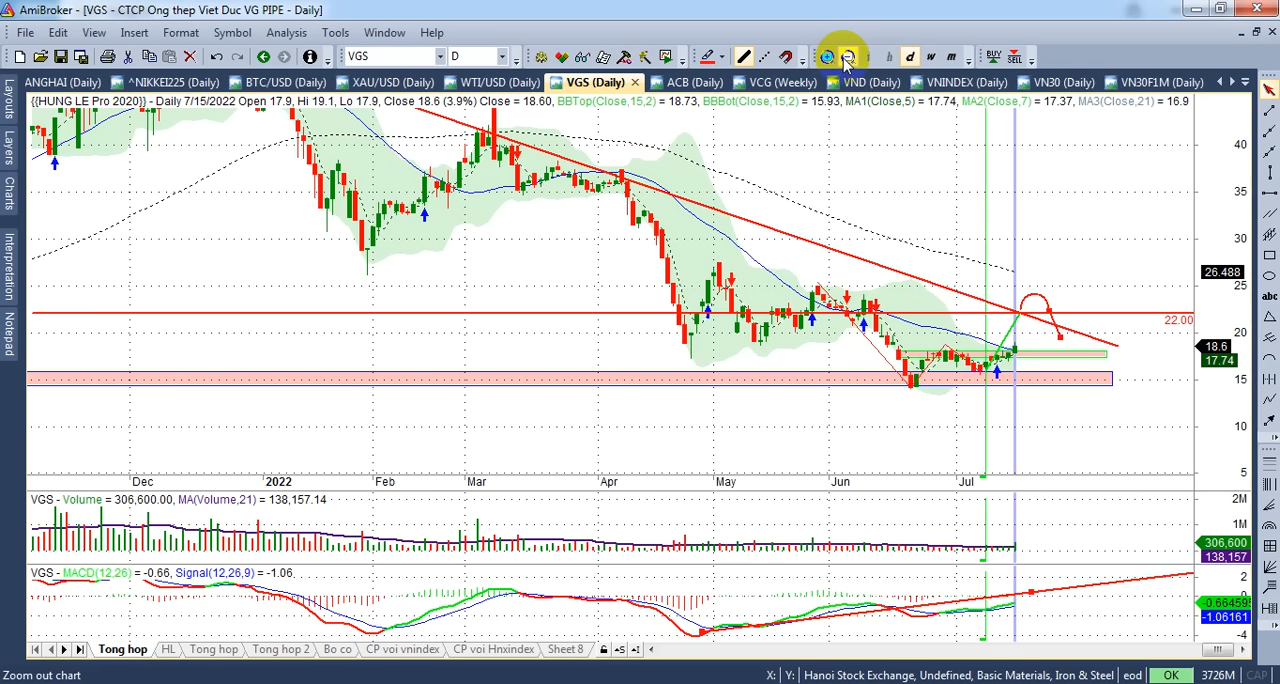 AmiBroker - [VGS - CTCP Ong thep Viet Duc VG PIPE - Daily]
File Edit View Insert Format Symbol Analysis Tools Window Help
VGS D h d w m BUY SELL
ANGHAI (Daily) ^NIKKEI225 (Daily) BTC/USD (Daily) XAU/USD (Daily) WTI/USD (Daily) VGS (Daily) ACB (Daily) VCG (Weekly) VND (Daily) VNINDEX (Daily) VN30 (Daily) VN30F1M (Daily)
{{HUNG LE Pro 2020}} - Daily 7/15/2022 Open 17.9, Hi 19.1, Lo 17.9, Close 18.6 (3.9%) Close = 18.60, BBTop(Close,15,2) = 18.73, BBBot(Close,15,2) = 15.93, MA1(Close,5) = 17.74, MA2(Close,7) = 17.37, MA3(Close,21) = 16.9
Layouts
Layers
Charts
Interpretation
Notepad
abc
40
35
30
26.488
25
22.00
20
18.6
17.74
15
10
5
Dec 2022 Feb Mar Apr May Jun Jul
VGS - Volume = 306,600.00, MA(Volume,21) = 138,157.14
2M
1M
306,600
138,157
VGS - MACD(12,26) = -0.66, Signal(12,26,9) = -1.06
2
0
-0.664595
-1.06161
-4
Tong hop HL Tong hop Tong hop 2 Bo co CP voi vnindex CP voi Hnxindex Sheet 8
Zoom out chart X: Y: Hanoi Stock Exchange, Undefined, Basic Materials, Iron & Steel eod OK 3726M CAP